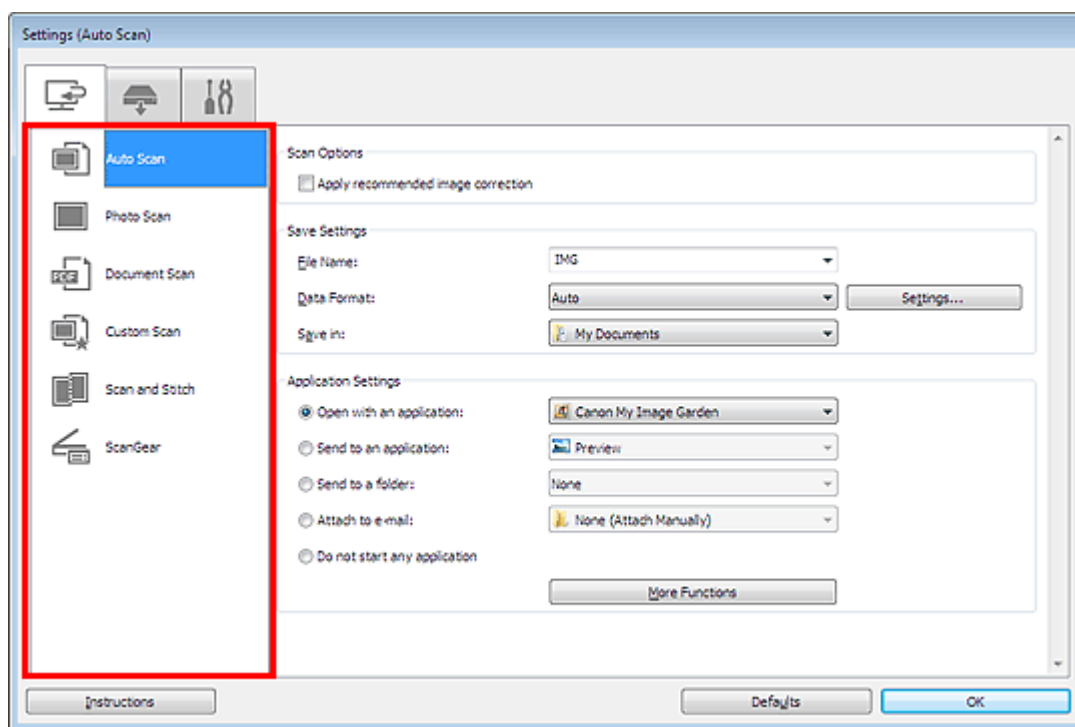 Settings (Auto Scan)
Auto Scan
Photo Scan
PDF
Document Scan
Custom Scan
Scan and Stitch
ScanGear
Scan Options
Apply recommended image correction
Save Settings
File Name: IMG
Data Format: Auto Settings...
Save in: My Documents
Application Settings
Open with an application: Canon My Image Garden
Send to an application: Preview
Send to a folder: None
Attach to e-mail: None (Attach Manually)
Do not start any application
More Functions
Instructions Defaults OK